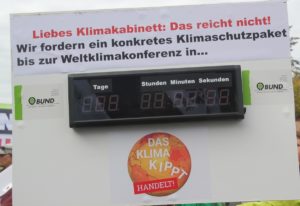 Liebes Klimakabinett: Das reicht nicht!
Wir fordern ein konkretes Klimaschutzpaket
bis zur Weltklimakonferenz in...
Tage Stunden Minuten Sekunden
BUND
BUND
DAS
KLIMA
KIPPT
HANDELT!